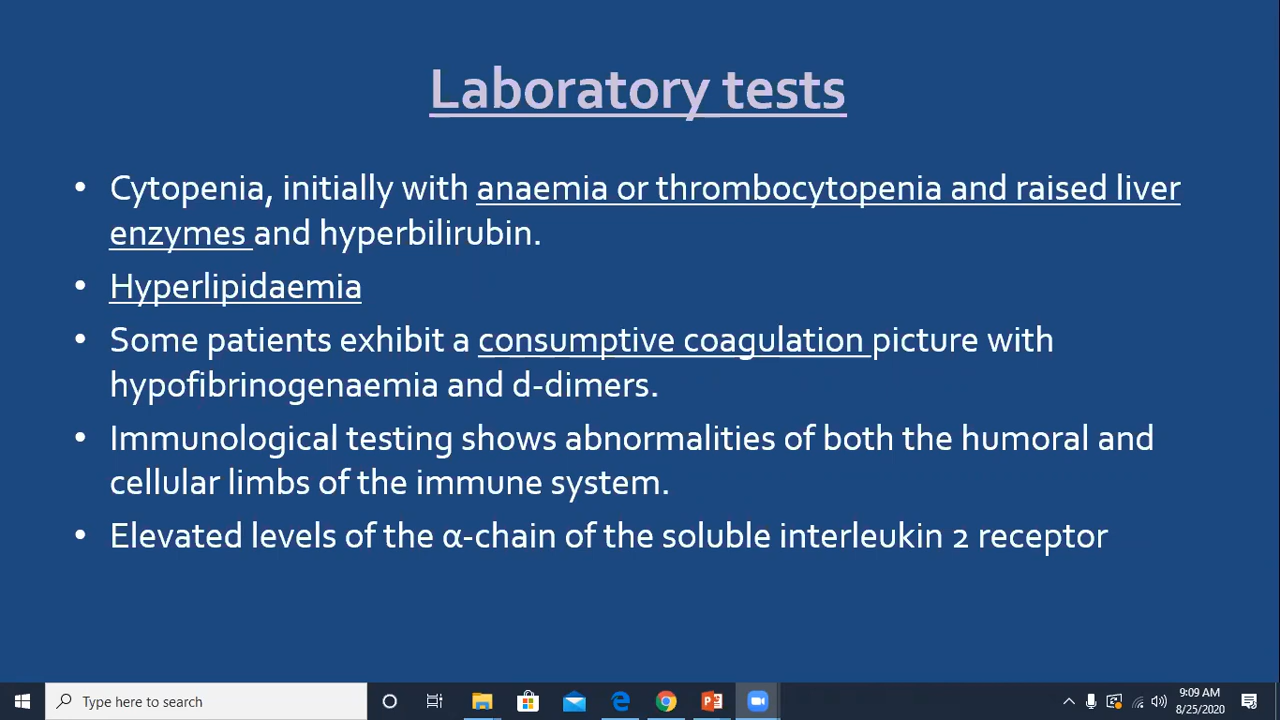 Laboratory tests
• Cytopenia, initially with anaemia or thrombocytopenia and raised liver
enzymes and hyperbilirubin.
• Hyperlipidaemia
• Some patients exhibit a consumptive coagulation picture with
hypofibrinogenaemia and d-dimers.
• Immunological testing shows abnormalities of both the humoral and
cellular limbs of the immune system.
• Elevated levels of the α-chain of the soluble interleukin 2 receptor
Type here to search
9:09 AM
8/25/2020